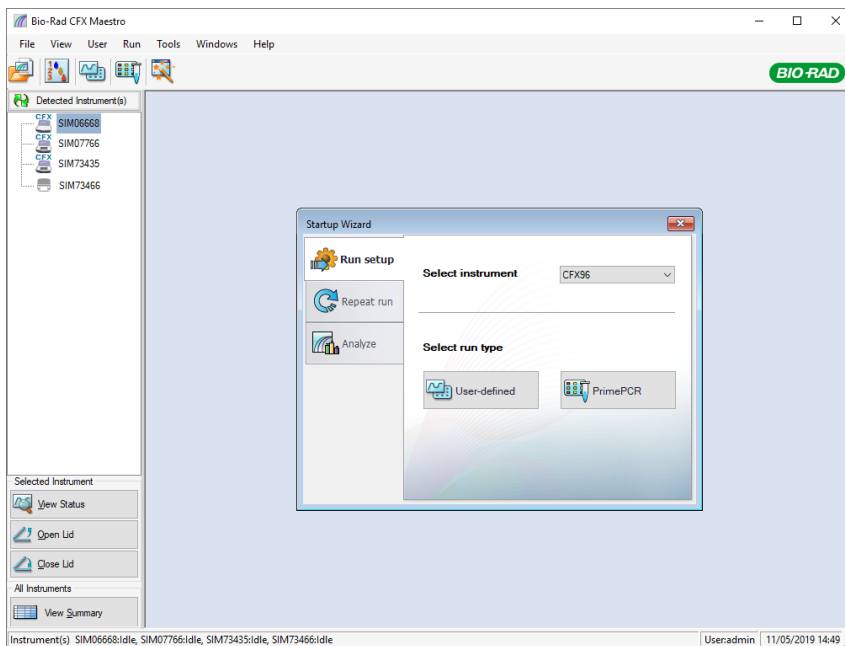 Bio-Rad CFX Maestro
File View User Run Tools Windows Help
BIO-RAD
Detected Instrument(s)
CFX SIM06668
CFX SIM07766
CFX SIM73435
SIM73466
Startup Wizard
Run setup
Repeat run
Analyze
Select instrument CFX96
Select run type
User-defined PrimePCR
Selected Instrument
View Status
Open Lid
Close Lid
All Instruments
View Summary
Instrument(s) SIM06668:Idle, SIM07766:Idle, SIM73435:Idle, SIM73466:Idle User:admin 11/05/2019 14:49